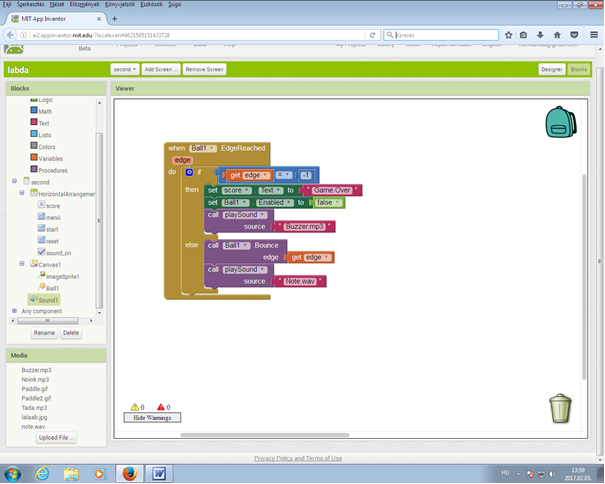 Fájl Szerkesztés Nézet Előzmények Könyvjelzők Eszközök Súgó
MIT App Inventor
ai2.appinventor.mit.edu/?locale=en#4621505151433728
Keresés
Beta
labda
second Add Screen ... Remove Screen Designer Blocks
Blocks
Viewer
Logic
Math
Text
Lists
Colors
Variables
Procedures
second
HorizontalArrangemen
score
menü
start
reset
sound_on
Canvas1
ImageSprite1
Ball1
Sound1
Any component
Rename Delete
when Ball1 .EdgeReached
edge
do if get edge = -1
then set score . Text to " Game Over "
set Ball1 . Enabled to false
call playSound
source " Buzzer.mp3 "
else call Ball1 .Bounce
edge get edge
call playSound
source " Note.wav "
Media
Buzzer.mp3
Noink.mp3
Paddle.gif
Paddle2.gif
Tada.mp3
lalaab.jpg
note.wav
Upload File ...
0 0
Hide Warnings
Privacy Policy and Terms of Use
HU
13:59
2017.02.05.